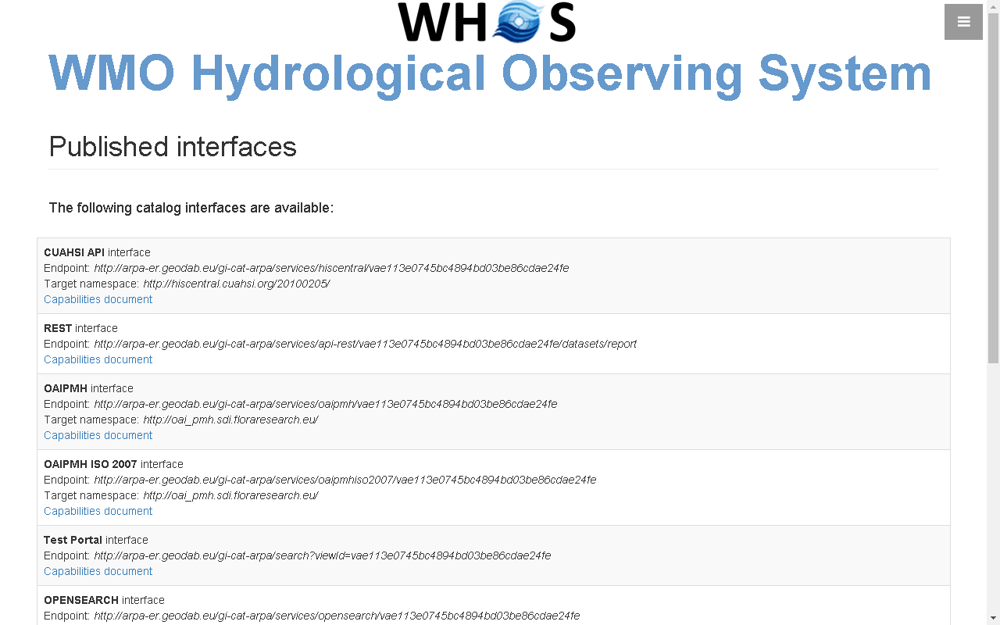 WHOS
WMO Hydrological Observing System
Published interfaces
The following catalog interfaces are available:
CUAHSI API interface
Endpoint: http://arpa-er.geodab.eu/gi-cat-arpa/services/hiscentral/vae113e0745bc4894bd03be86cdae24fe
Target namespace: http://hiscentral.cuahsi.org/20100205/
Capabilities document
REST interface
Endpoint: http://arpa-er.geodab.eu/gi-cat-arpa/services/api-rest/vae113e0745bc4894bd03be86cdae24fe/datasets/report
Capabilities document
OAIPMH interface
Endpoint: http://arpa-er.geodab.eu/gi-cat-arpa/services/oaipmh/vae113e0745bc4894bd03be86cdae24fe
Target namespace: http://oai_pmh.sdi.floraresearch.eu/
Capabilities document
OAIPMH ISO 2007 interface
Endpoint: http://arpa-er.geodab.eu/gi-cat-arpa/services/oaipmhiso2007/vae113e0745bc4894bd03be86cdae24fe
Target namespace: http://oai_pmh.sdi.floraresearch.eu/
Capabilities document
Test Portal interface
Endpoint: http://arpa-er.geodab.eu/gi-cat-arpa/search?viewId=vae113e0745bc4894bd03be86cdae24fe
Capabilities document
OPENSEARCH interface
Endpoint: http://arpa-er.geodab.eu/gi-cat-arpa/services/opensearch/vae113e0745bc4894bd03be86cdae24fe